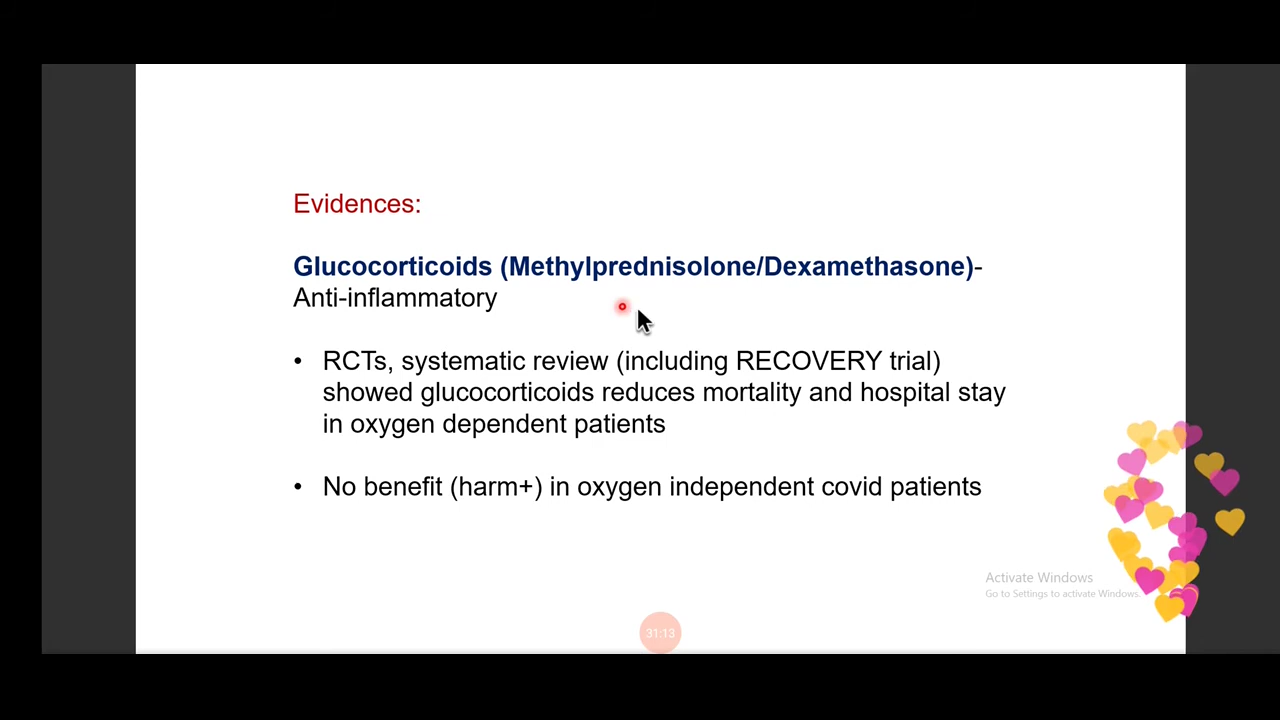 Evidences:
Glucocorticoids (Methylprednisolone/Dexamethasone)-
Anti-inflammatory
• RCTs, systematic review (including RECOVERY trial)
showed glucocorticoids reduces mortality and hospital stay
in oxygen dependent patients
• No benefit (harm+) in oxygen independent covid patients
Activate Windows
Go to Settings to activate Windows.
31:13